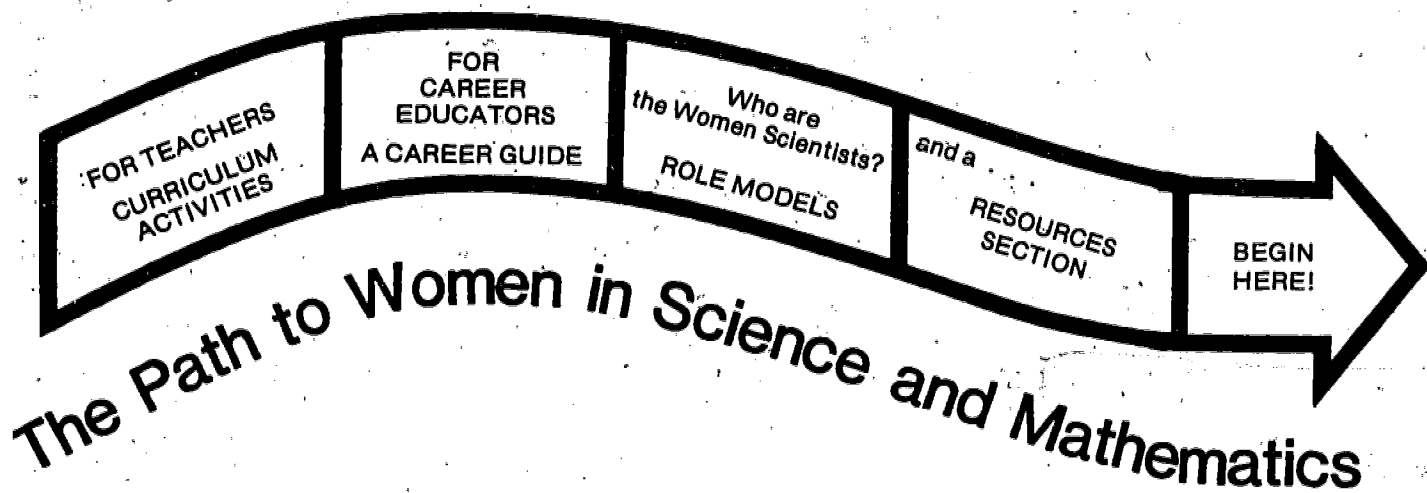 FOR TEACHERS
CURRICULUM
ACTIVITIES
FOR
CAREER
EDUCATORS
A CAREER GUIDE
Who are
the Women Scientists?
ROLE MODELS
and a . . . .
RESOURCES
SECTION
BEGIN
HERE!
The Path to Women in Science and Mathematics